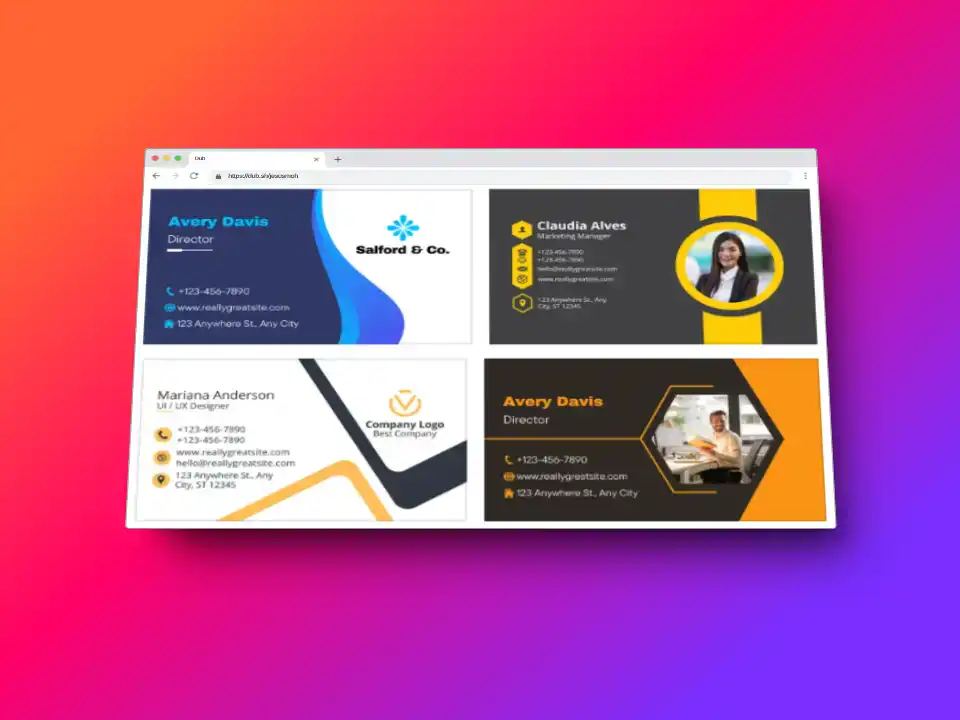 Dub
https://dub.sh/jesusmoh
Avery Davis
Director
Salford & Co.
+123-456-7890
www.reallygreatsite.com
123 Anywhere St., Any City
Claudia Alves
Marketing Manager
+123-456-7890
+123-456-7890
hello@reallygreatsite.com
www.reallygreatsite.com
123 Anywhere St., Any
City, ST 12345
Mariana Anderson
UI / UX Designer
+123-456-7890
+123-456-7890
www.reallygreatsite.com
hello@reallygreatsite.com
123 Anywhere St., Any
City, ST 12345
Company Logo
Best Company
Avery Davis
Director
+123-456-7890
www.reallygreatsite.com
123 Anywhere St., Any City